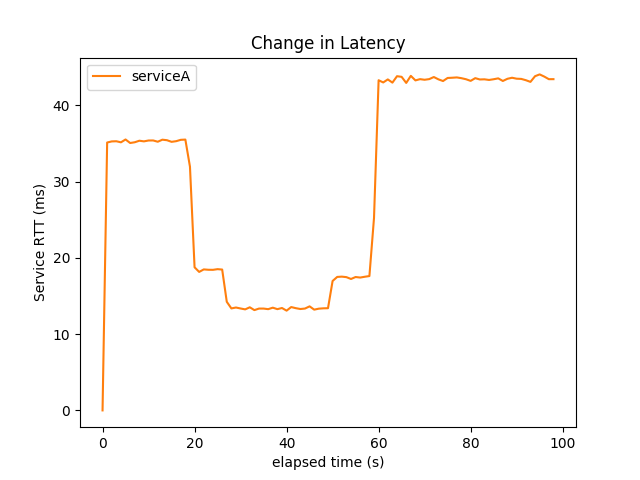 Change in Latency
serviceA
Service RTT (ms)
40
30
20
10
0
0 20 40 60 80 100
elapsed time (s)